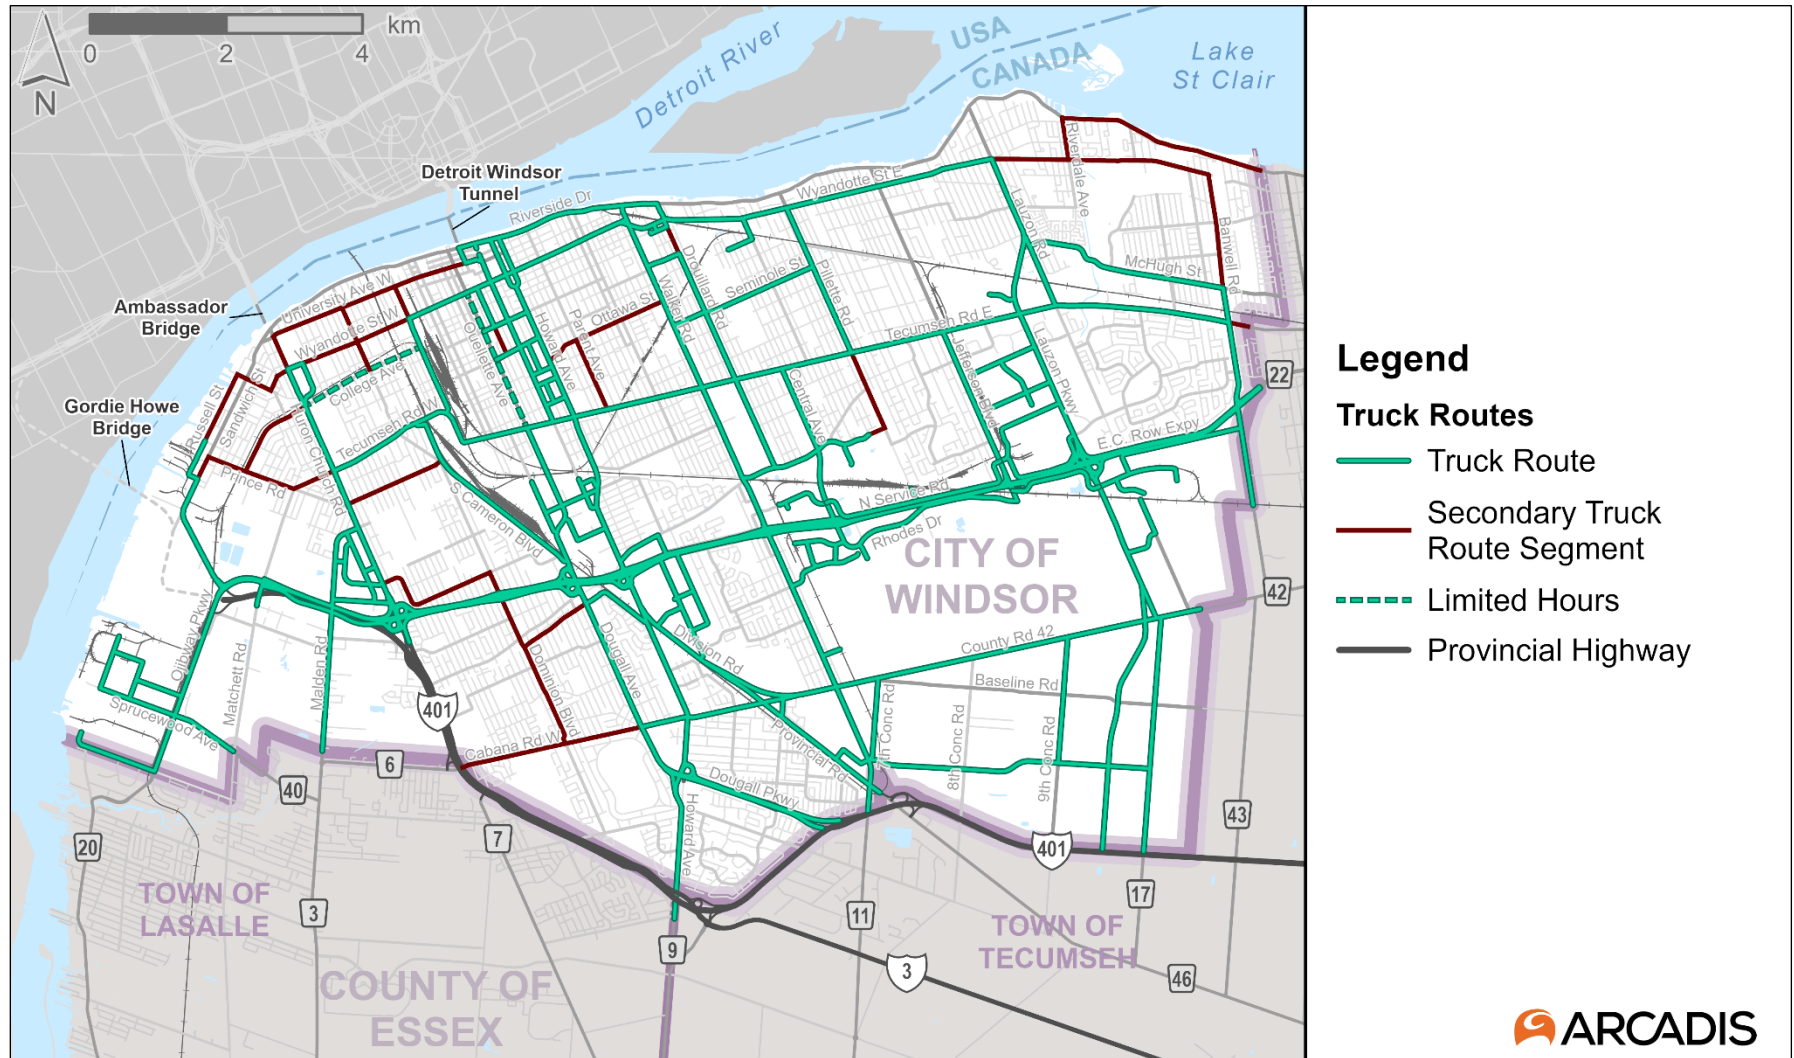 km
0
2
4
N
USA
CANADA
Detroit River
Lake
St Clair
Detroit Windsor
Tunnel
Ambassador
Bridge
Gordie Howe
Bridge
Riverside Dr
Wyandotte St E
Riverdale Ave
Lauzon Rd
Banwell Rd
McHugh St
University Ave W
Wyandotte St W
College Ave
Russell St
Sandwich St
Prince Rd
Huron Church Rd
Tecumseh Rd W
Ouellette Ave
Howard Ave
Parent Ave
Ottawa St
Walker Rd
Drouillard Rd
Seminole St
Pillette Rd
Tecumseh Rd E
Jefferson Blvd
Lauzon Pkwy
Central Ave
E.C. Row Expy
N Service Rd
Rhodes Dr
S Cameron Blvd
CITY OF
WINDSOR
22
42
County Rd 42
Baseline Rd
Division Rd
Dougall Ave
Dominion Blvd
Ojibway Pkwy
Matchett Rd
Malden Rd
Sprucewood Ave
401
Cabana Rd W
Provincial Rd
7th Conc Rd
8th Conc Rd
9th Conc Rd
Dougall Pkwy
Howard Ave
6
40
20
7
3
401
43
17
11
9
3
46
TOWN OF
LASALLE
COUNTY OF
ESSEX
TOWN OF
TECUMSEH
Legend
Truck Routes
Truck Route
Secondary Truck
Route Segment
Limited Hours
Provincial Highway
ARCADIS